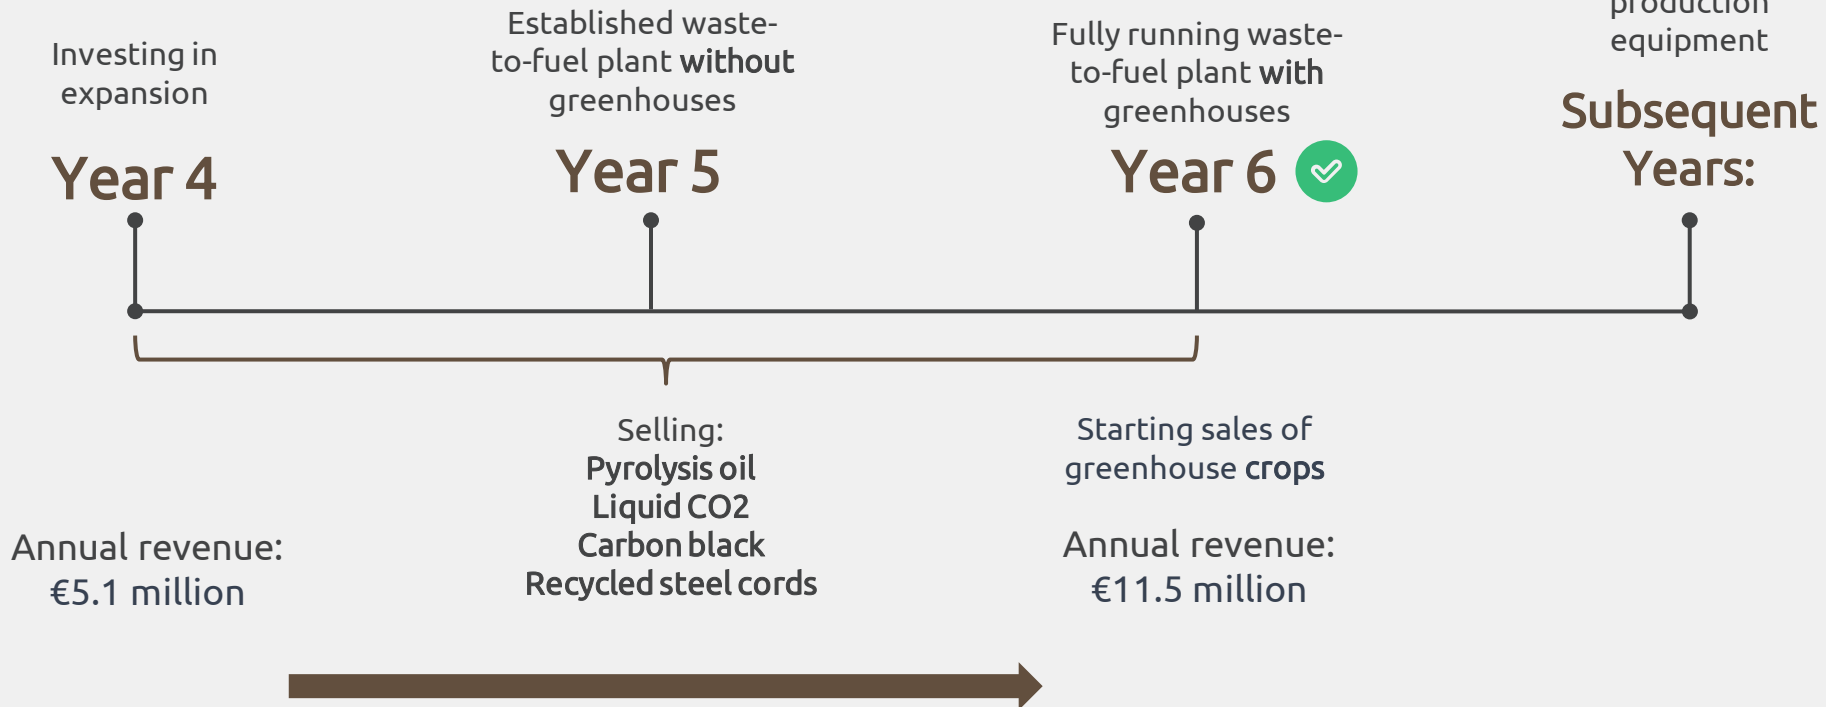 Investing in
expansion
Year 4
Established waste-
to-fuel plant without
greenhouses
Year 5
Fully running waste-
to-fuel plant with
greenhouses
Year 6
production
equipment
Subsequent
Years:
Annual revenue:
€5.1 million
Selling:
Pyrolysis oil
Liquid CO2
Carbon black
Recycled steel cords
Starting sales of
greenhouse crops
Annual revenue:
€11.5 million